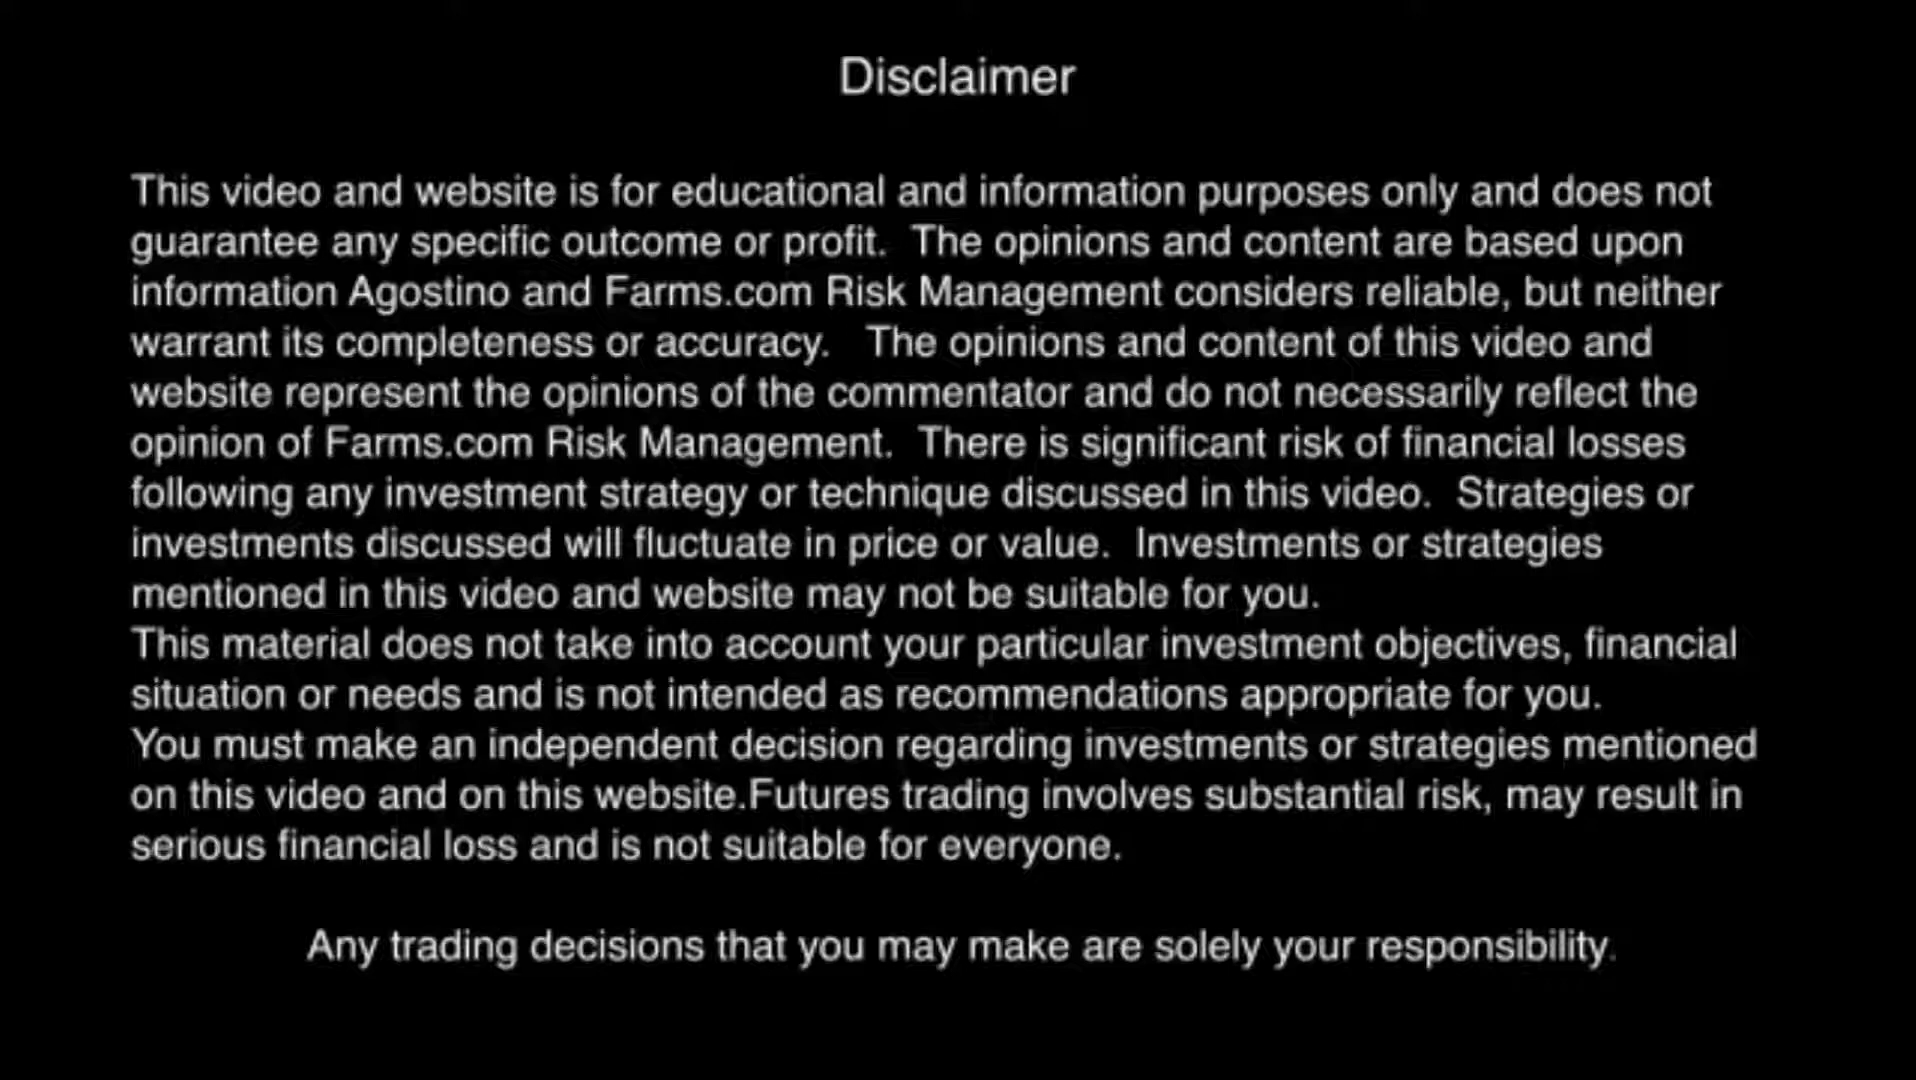 Disclaimer
This video and website is for educational and information purposes only and does not
guarantee any specific outcome or profit.  The opinions and content are based upon
information Agostino and Farms.com Risk Management considers reliable, but neither
warrant its completeness or accuracy.   The opinions and content of this video and
website represent the opinions of the commentator and do not necessarily reflect the
opinion of Farms.com Risk Management.  There is significant risk of financial losses
following any investment strategy or technique discussed in this video.  Strategies or
investments discussed will fluctuate in price or value.  Investments or strategies
mentioned in this video and website may not be suitable for you.
This material does not take into account your particular investment objectives, financial
situation or needs and is not intended as recommendations appropriate for you.
You must make an independent decision regarding investments or strategies mentioned
on this video and on this website.Futures trading involves substantial risk, may result in
serious financial loss and is not suitable for everyone.
Any trading decisions that you may make are solely your responsibility.